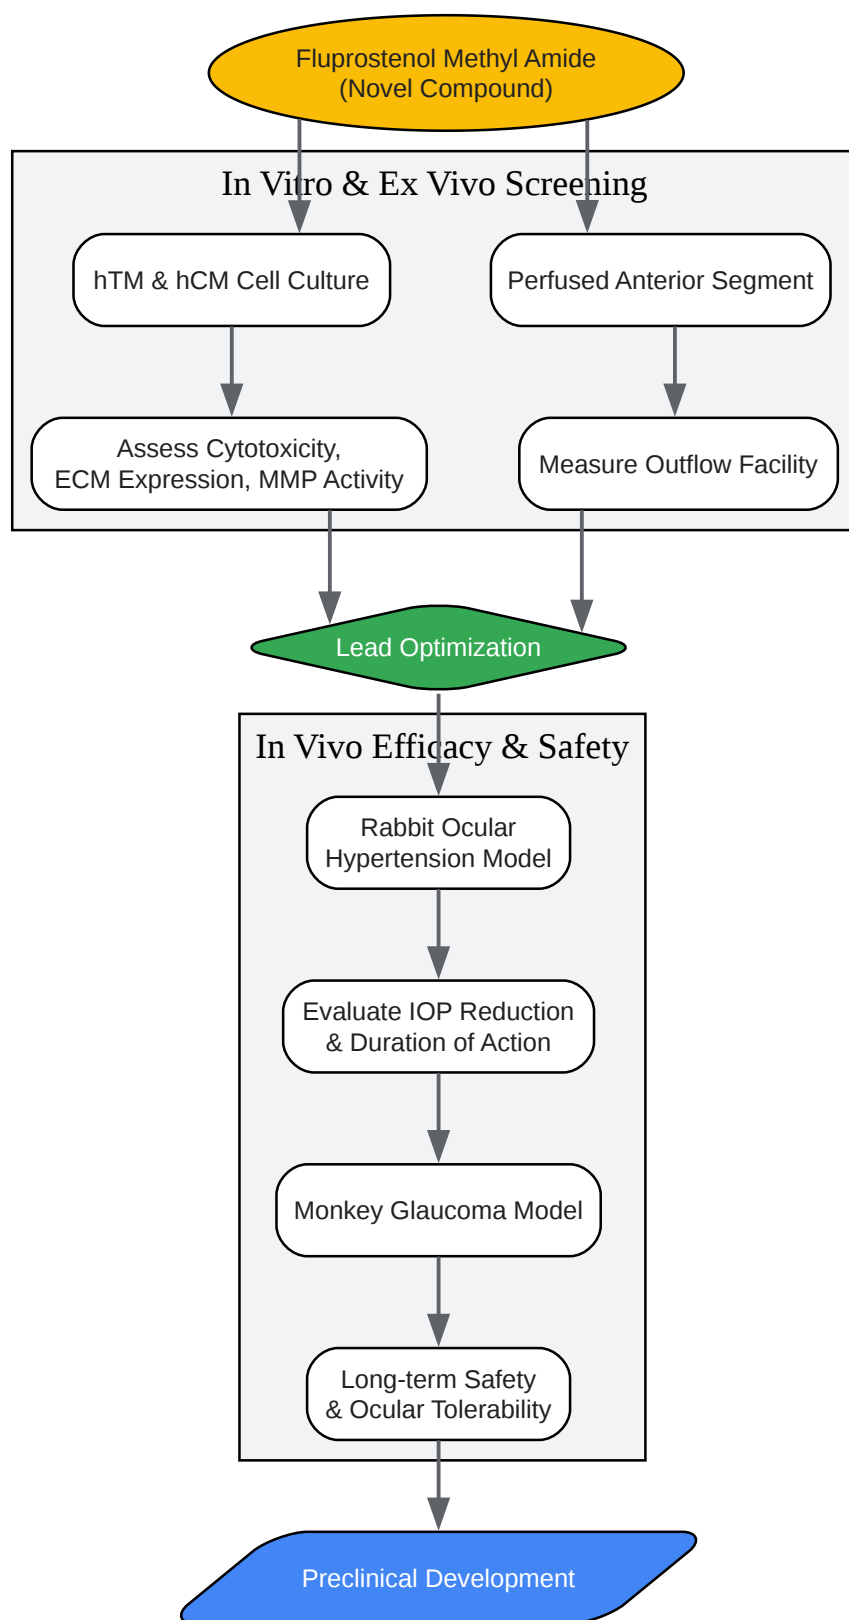 Fluprostenol Methyl Amide
(Novel Compound)
In Vitro & Ex Vivo Screening
hTM & hCM Cell Culture
Perfused Anterior Segment
Assess Cytotoxicity,
ECM Expression, MMP Activity
Measure Outflow Facility
Lead Optimization
In Vivo Efficacy & Safety
Rabbit Ocular
Hypertension Model
Evaluate IOP Reduction
& Duration of Action
Monkey Glaucoma Model
Long-term Safety
& Ocular Tolerability
Preclinical Development